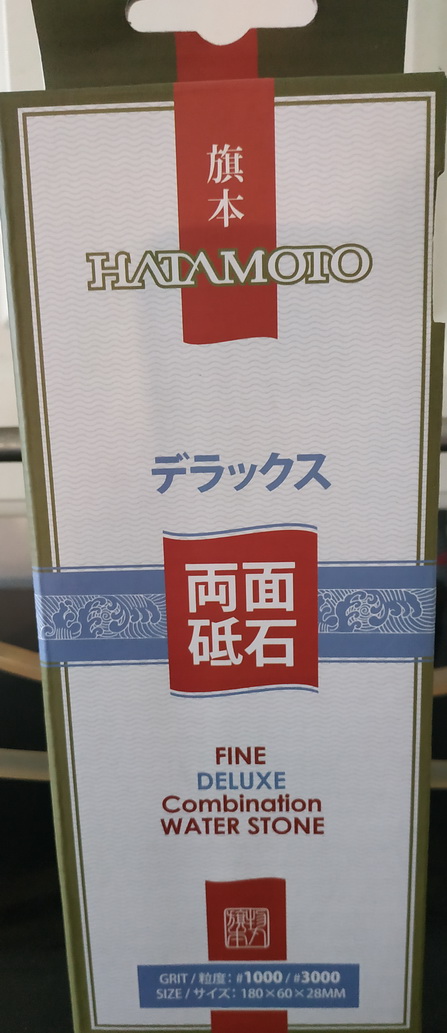 旗本
HATAMOTO
デラックス
両面
砥石
FINE
DELUXE
Combination
WATER STONE
GRIT / 粒度 : #1000 / #3000
SIZE / サイズ : 180×60×28MM